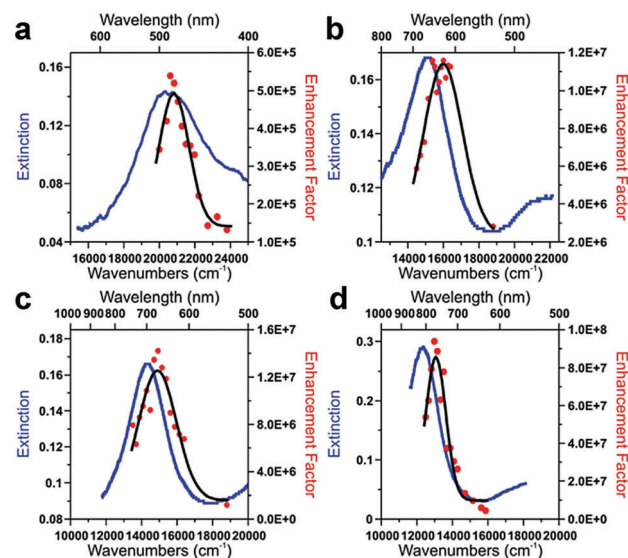 a
Wavelength (nm)
600 500 400
0.16
0.12
0.08
0.04
Extinction
6.0E+5
5.0E+5
4.0E+5
3.0E+5
2.0E+5
1.0E+5
Enhancement Factor
16000 18000 20000 22000 24000
Wavenumbers (cm⁻¹)
b
Wavelength (nm)
800 700 600 500
0.16
0.14
0.12
0.1
Extinction
1.2E+7
1.0E+7
8.0E+6
6.0E+6
4.0E+6
2.0E+6
Enhancement Factor
14000 16000 18000 20000 22000
Wavenumbers (cm⁻¹)
c
Wavelength (nm)
1000 900 800 700 600 500
0.18
0.16
0.14
0.12
0.1
0.08
Extinction
1.6E+7
1.2E+7
8.0E+6
4.0E+6
0.0E+0
Enhancement Factor
10000 12000 14000 16000 18000 20000
Wavenumbers (cm⁻¹)
d
Wavelength (nm)
1000 900 800 700 600 500
0.3
0.2
0.1
0
Extinction
1.0E+8
8.0E+7
6.0E+7
4.0E+7
2.0E+7
0.0E+0
Enhancement Factor
10000 12000 14000 16000 18000 20000
Wavenumbers (cm⁻¹)